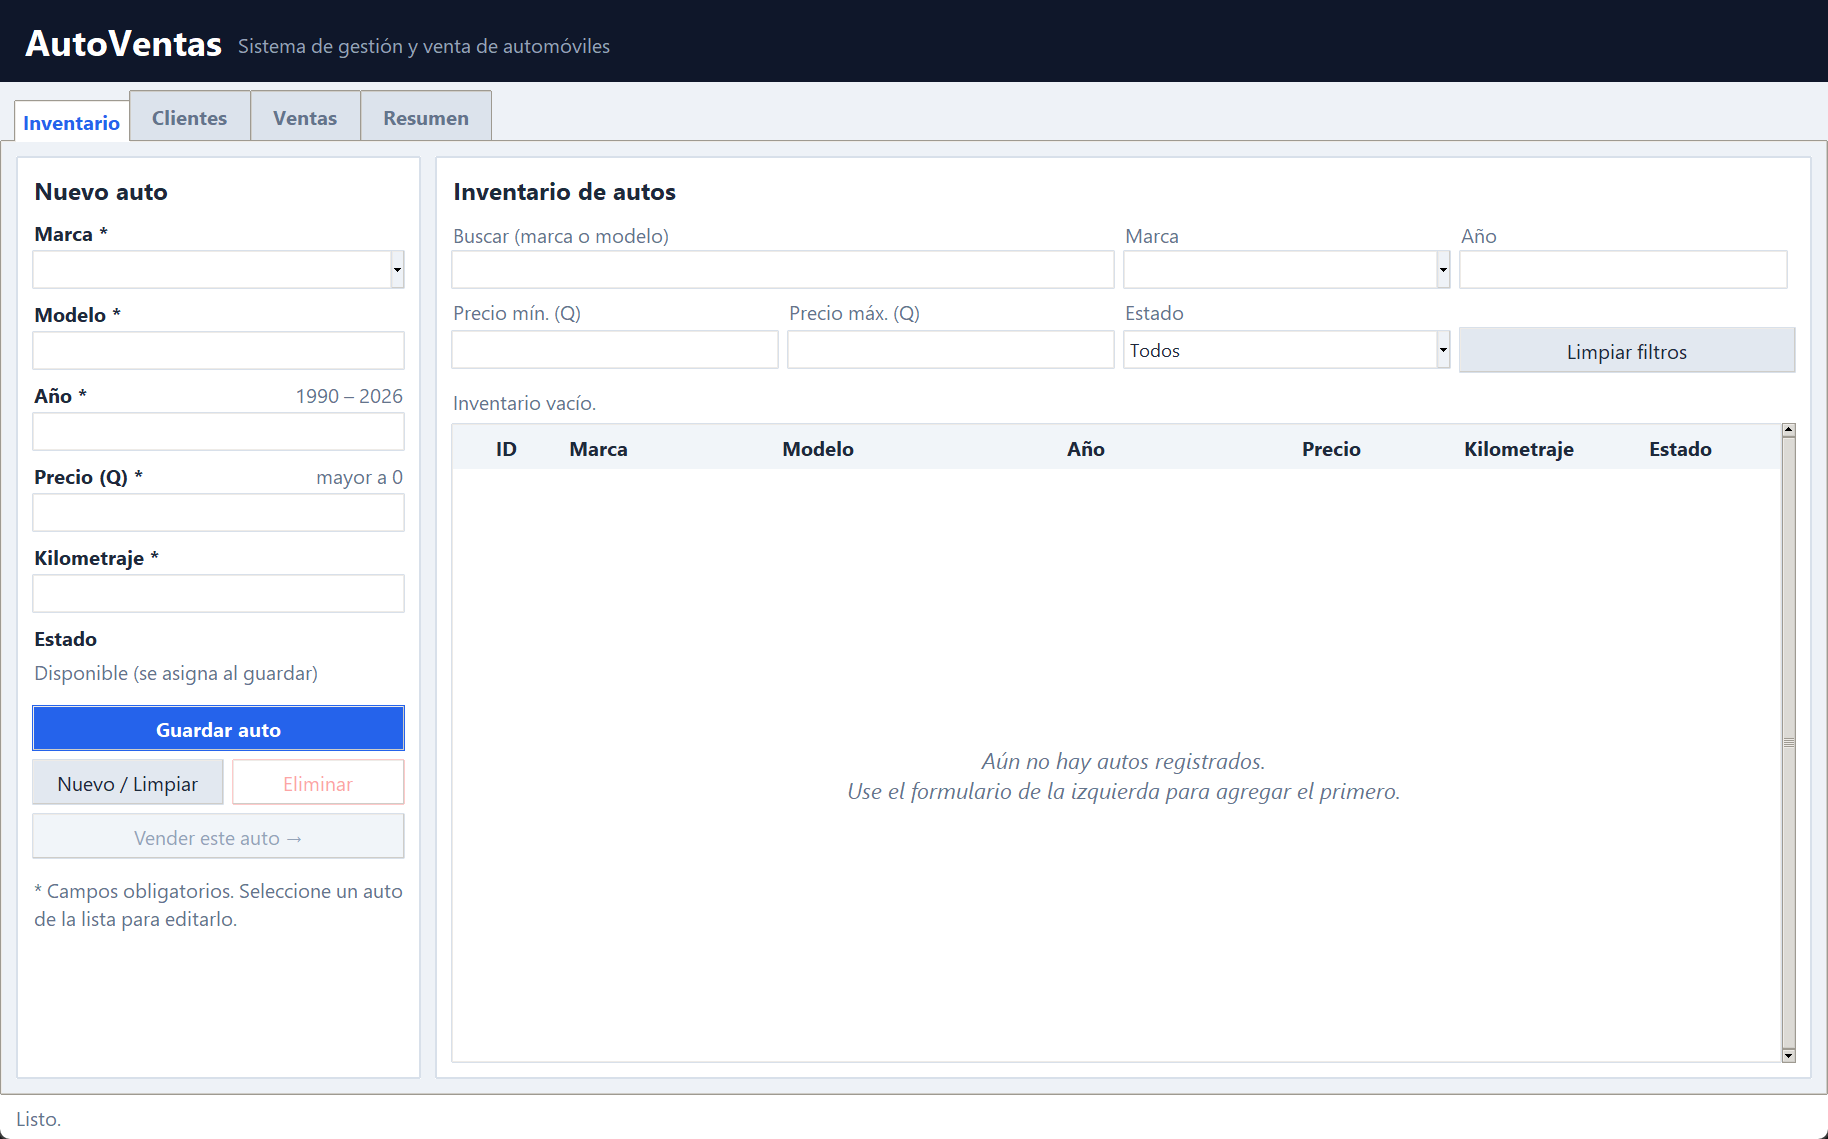 AutoVentas Sistema de gestión y venta de automóviles
Inventario Clientes Ventas Resumen
Nuevo auto
Marca *
Modelo *
Año * 1990 – 2026
Precio (Q) * mayor a 0
Kilometraje *
Estado
Disponible (se asigna al guardar)
Guardar auto
Nuevo / Limpiar Eliminar
Vender este auto →
* Campos obligatorios. Seleccione un auto
de la lista para editarlo.
Inventario de autos
Buscar (marca o modelo) Marca Año
Precio mín. (Q) Precio máx. (Q) Estado
Todos Limpiar filtros
Inventario vacío.
ID Marca Modelo Año Precio Kilometraje Estado
Aún no hay autos registrados.
Use el formulario de la izquierda para agregar el primero.
Listo.